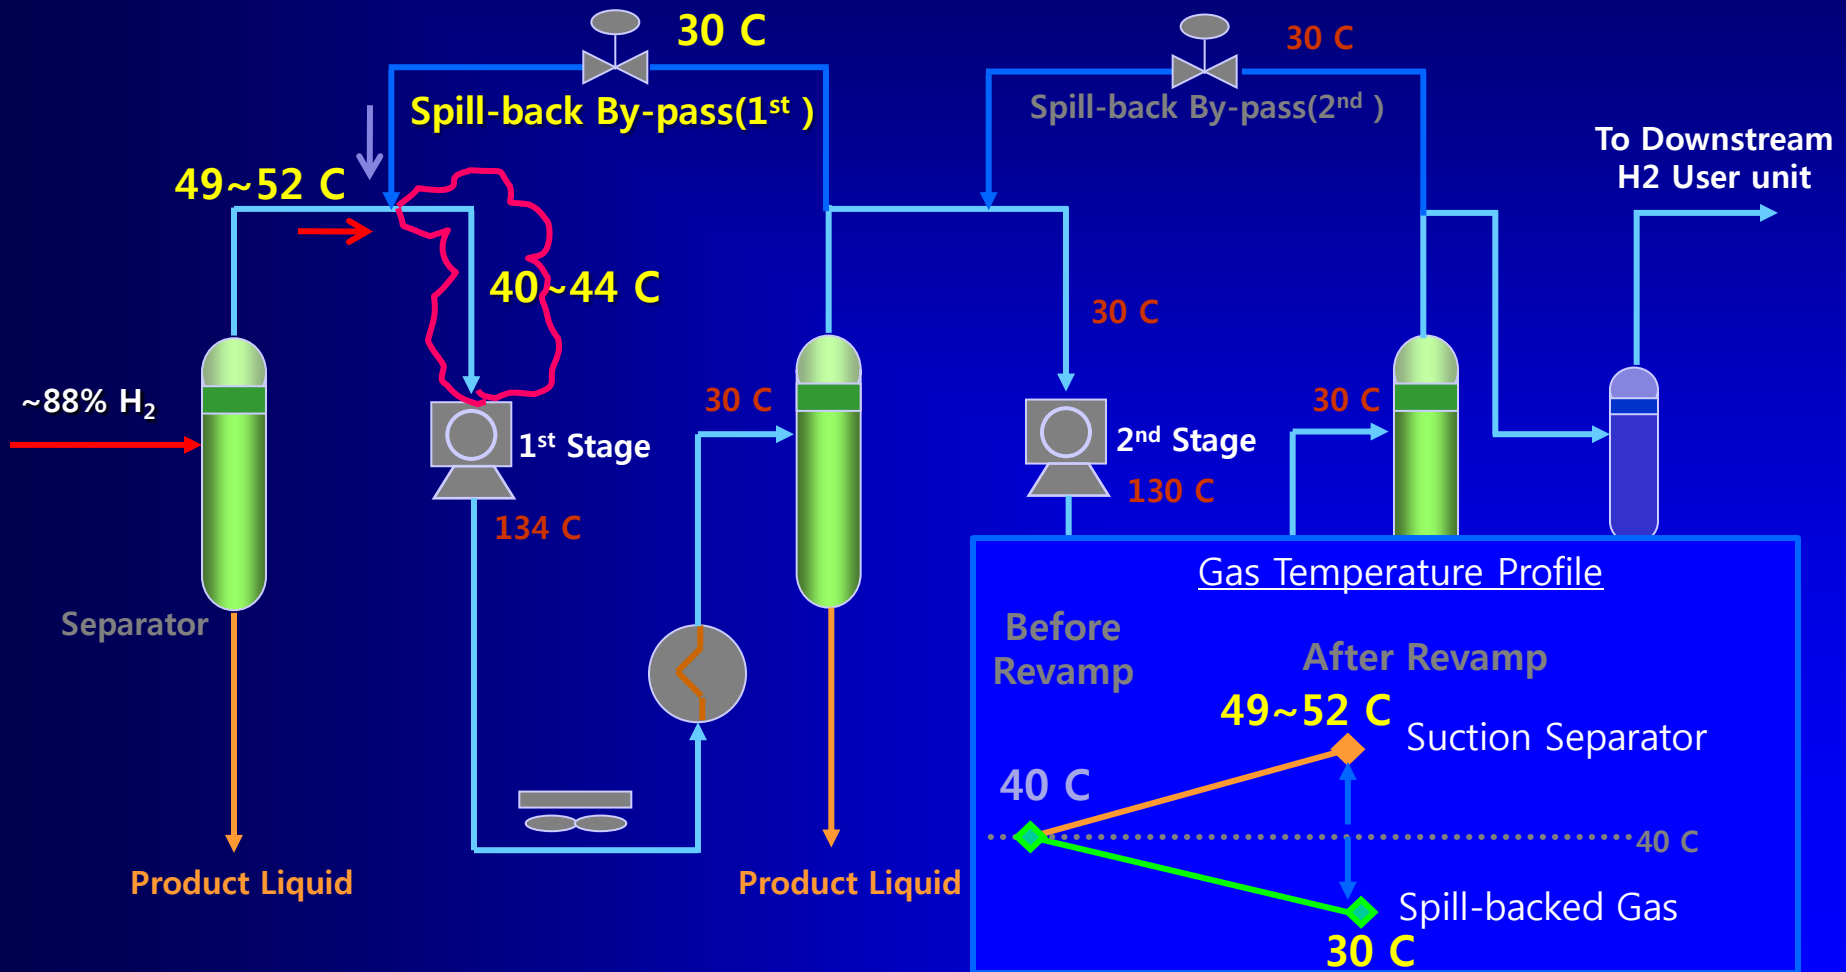 30 C
30 C
Spill-back By-pass(1st )
Spill-back By-pass(2nd )
To Downstream
H2 User unit
49~52 C
40~44 C
30 C
~88% H2
30 C
30 C
1st Stage
2nd Stage
134 C
130 C
Separator
Product Liquid
Product Liquid
Gas Temperature Profile
Before
Revamp
After Revamp
49~52 C
Suction Separator
40 C
40 C
Spill-backed Gas
30 C